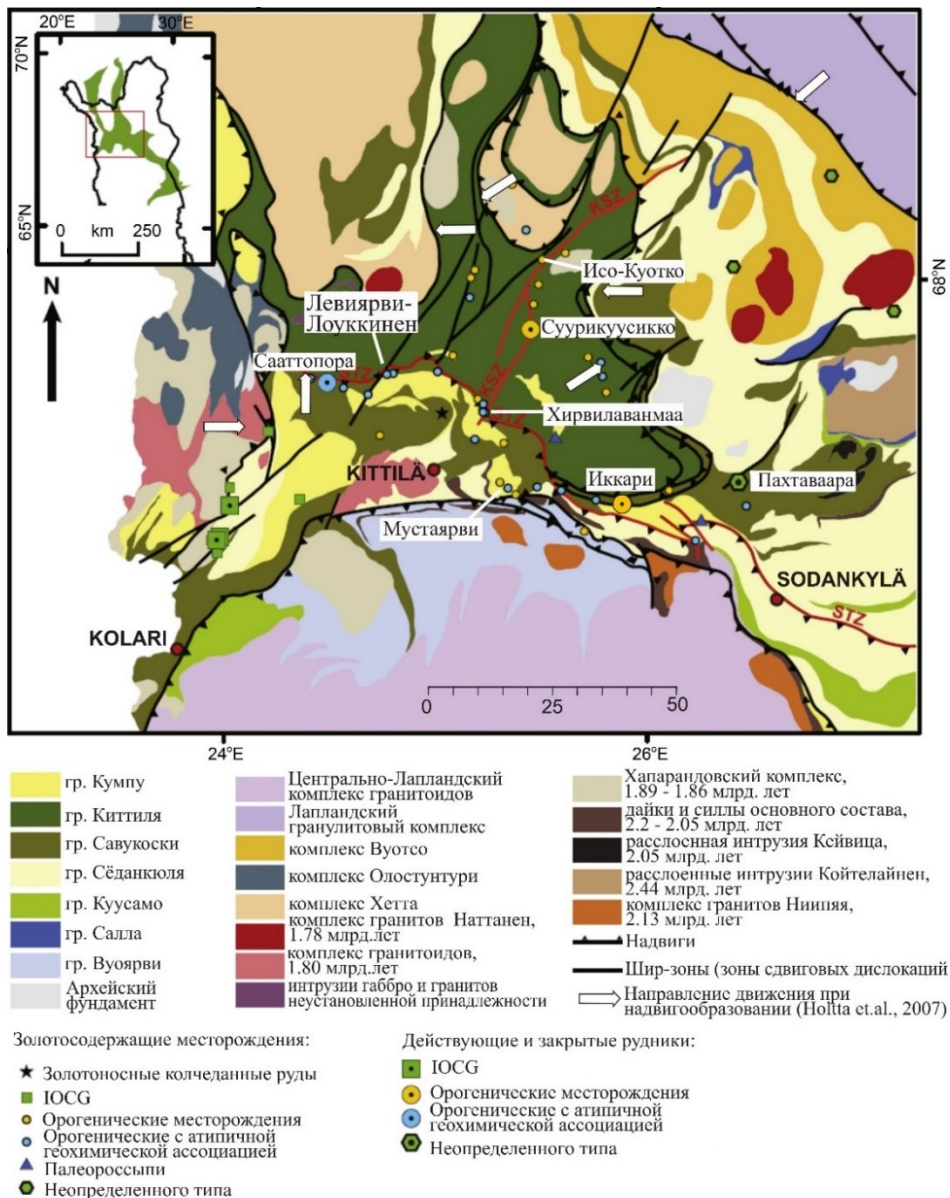 20°E 30°E
70°N
65°N
0 km 250
N
68°N
KSZ
Исо-Куотко
Левиярви-
Лоуккинен
Суурикуусикко
Сааттопора
STZ
KSZ
Хирвилаванмаа
STZ
KITTILÄ
Иккари
Пахтаваара
Мустаярви
SODANKYLÄ
STZ
KOLARI
0 25 50
24°E 26°E
гр. Кумпу
гр. Киттиля
гр. Савукоски
гр. Сёданкюля
гр. Куусамо
гр. Салла
гр. Вуоярви
Архейский
фундамент
Центрально-Лапландский
комплекс гранитоидов
Лапландский
гранулитовый комплекс
комплекс Вуотсо
комплекс Олостунтури
комплекс Хетта
комплекс гранитов Наттанен,
1.78 млрд.лет
комплекс гранитоидов,
1.80 млрд.лет
интрузии габбро и гранитов
неустановленной принадлежности
Хапарандовский комплекс,
1.89 - 1.86 млрд. лет
дайки и силлы основного состава,
2.2 - 2.05 млрд. лет
расслоенная интрузия Кейвица,
2.05 млрд. лет
расслоенные интрузии Койтелайнен,
2.44 млрд. лет
комплекс гранитов Ниипяя,
2.13 млрд. лет
Надвиги
Шир-зоны (зоны сдвиговых дислокаций
Направление движения при
надвигообразовании (Holtta et.al., 2007)
Золотосодержащие месторождения:
Золотоносные колчеданные руды
IOCG
Орогенические месторождения
Орогенические с атипичной
геохимической ассоциацией
Палеороссыпи
Неопределенного типа
Действующие и закрытые рудники:
IOCG
Орогенические месторождения
Орогенические с атипичной
геохимической ассоциацией
Неопределенного типа